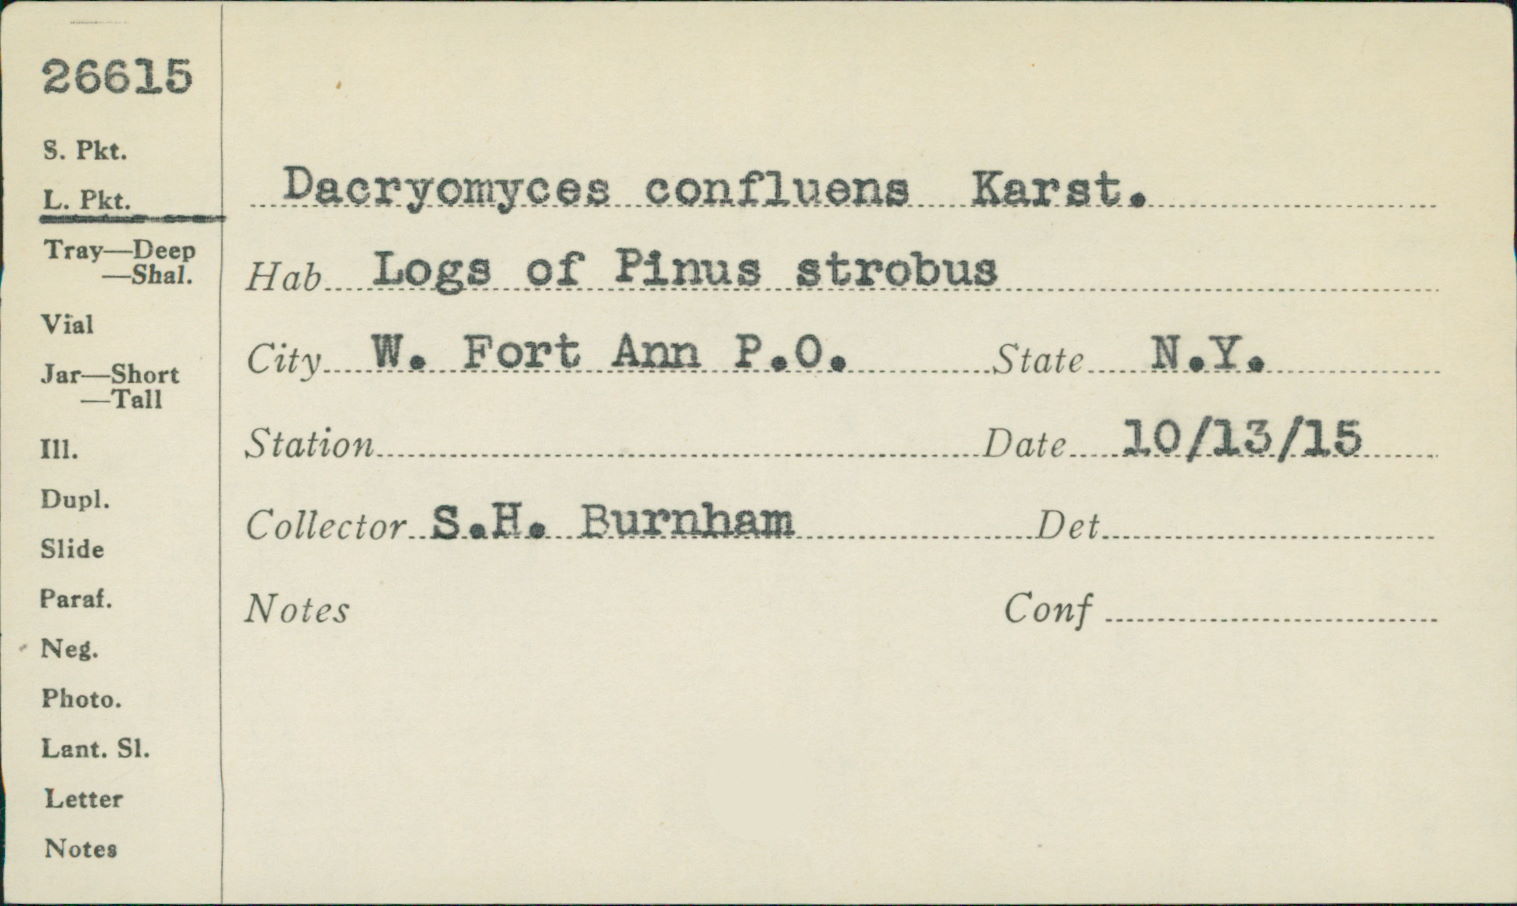 26615
S. Pkt.
L. Pkt.
Tray—Deep
—Shal.
Vial
Jar—Short
—Tall
Ill.
Dupl.
Slide
Paraf.
Neg.
Photo.
Lant. Sl.
Letter
Notes
Dacryomyces confluens Karst.
Hab Logs of Pinus strobus
City W. Fort Ann P.O. State N.Y.
Station Date 10/13/15
Collector S.H. Burnham Det
Notes Conf